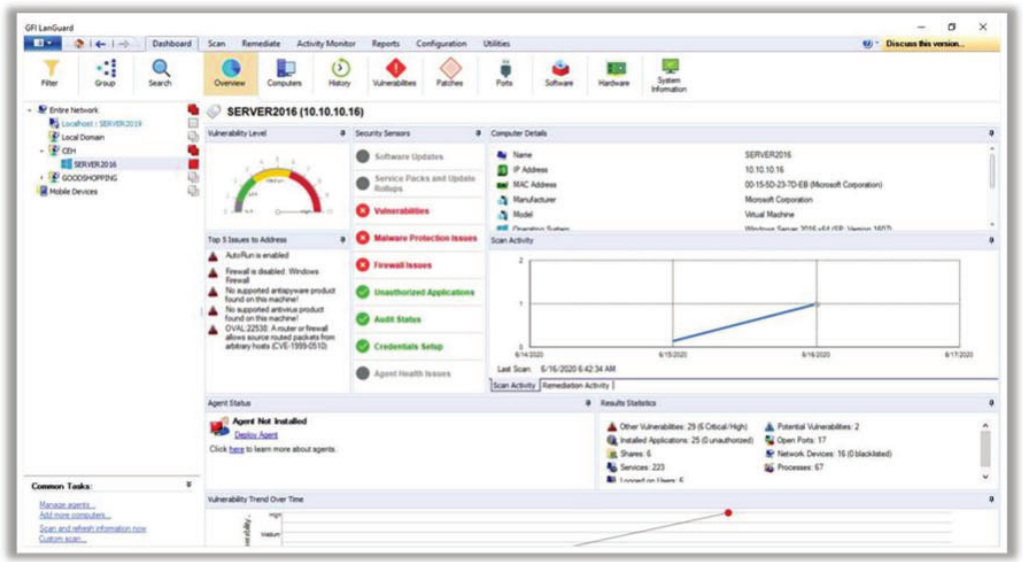 GFI LanGuard
Dashboard Scan Remediate Activity Monitor Reports Configuration Utilities Discuss this version...
Filter Group Search Overview Computers History Vulnerabilities Patches Ports Software Hardware System Information
Entire Network
Localhost : SERVER2019
Local Domain
CEH
SERVER2016
GOODSHOPPING
Mobile Devices
Common Tasks:
Manage agents...
Add more computers...
Scan and refresh information now
Custom scan...
SERVER2016 (10.10.10.16)
Vulnerability Level
Medium
Top 5 Issues to Address
AutoRun is enabled
Firewall is disabled: Windows
Firewall
No supported antispyware product
found on this machine!
No supported antivirus product
found on this machine!
OVAL:22538: A router or firewall
allows source routed packets from
arbitrary hosts (CVE-1999-0510)
Security Sensors
Software Updates
Service Packs and Update
Rollups
Vulnerabilities
Malware Protection Issues
Firewall Issues
Unauthorized Applications
Audit Status
Credentials Setup
Agent Health Issues
Computer Details
Name SERVER2016
IP Address 10.10.10.16
MAC Address 00-15-5D-23-7D-EB (Microsoft Corporation)
Manufacturer Microsoft Corporation
Model Virtual Machine
Operating System Windows Server 2016 x64 (SP: Version 1607)
Scan Activity
2
1
0
6/14/2020 6/15/2020 6/16/2020 6/17/2020
Last Scan: 6/16/2020 6:42:34 AM
Scan Activity Remediation Activity
Agent Status
Agent Not Installed
Deploy Agent
Click here to learn more about agents.
Results Statistics
Other Vulnerabilities: 29 (6 Critical/High) Potential Vulnerabilities: 2
Installed Applications: 25 (0 unauthorized) Open Ports: 17
Shares: 6 Network Devices: 16 (0 blacklisted)
Services: 223 Processes: 67
Logged on Users: 6
Vulnerability Trend Over Time
High
Medium